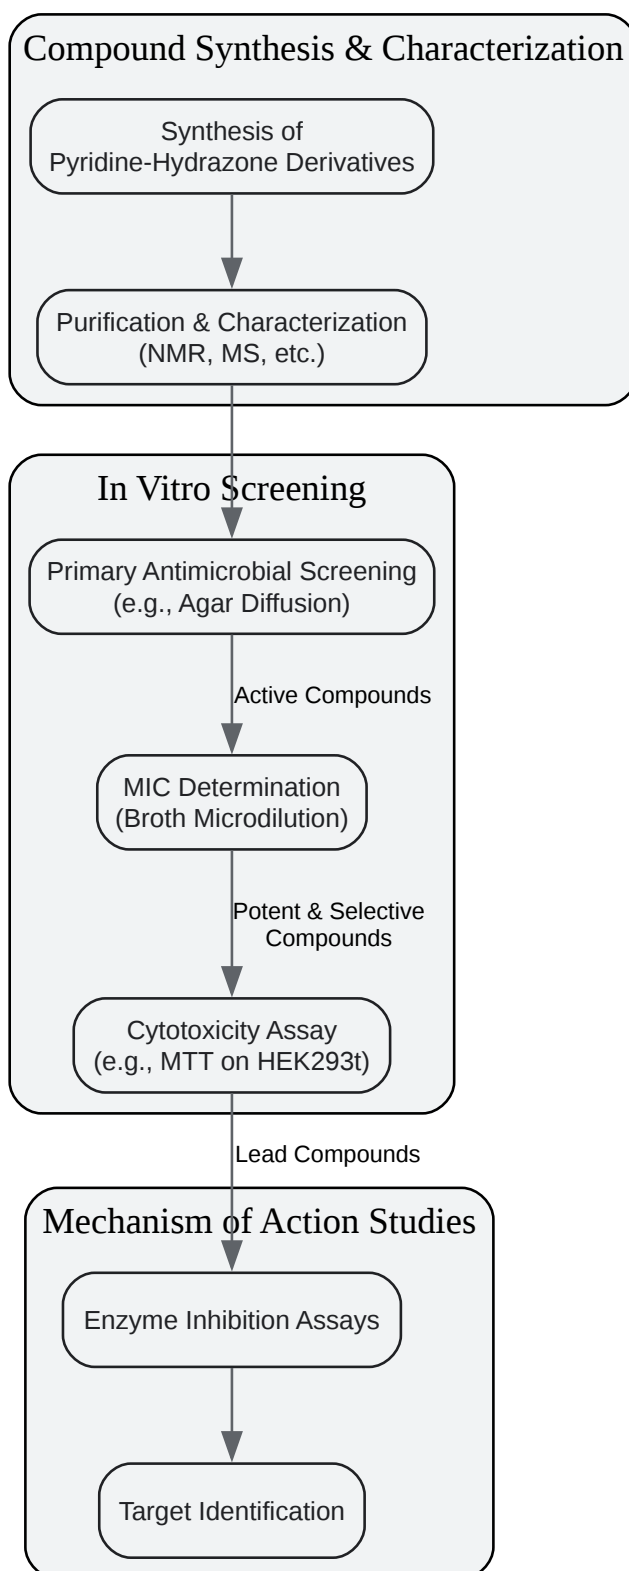 Compound Synthesis & Characterization
Synthesis of
Pyridine-Hydrazone Derivatives
Purification & Characterization
(NMR, MS, etc.)
In Vitro Screening
Primary Antimicrobial Screening
(e.g., Agar Diffusion)
Active Compounds
MIC Determination
(Broth Microdilution)
Potent & Selective
Compounds
Cytotoxicity Assay
(e.g., MTT on HEK293t)
Lead Compounds
Mechanism of Action Studies
Enzyme Inhibition Assays
Target Identification